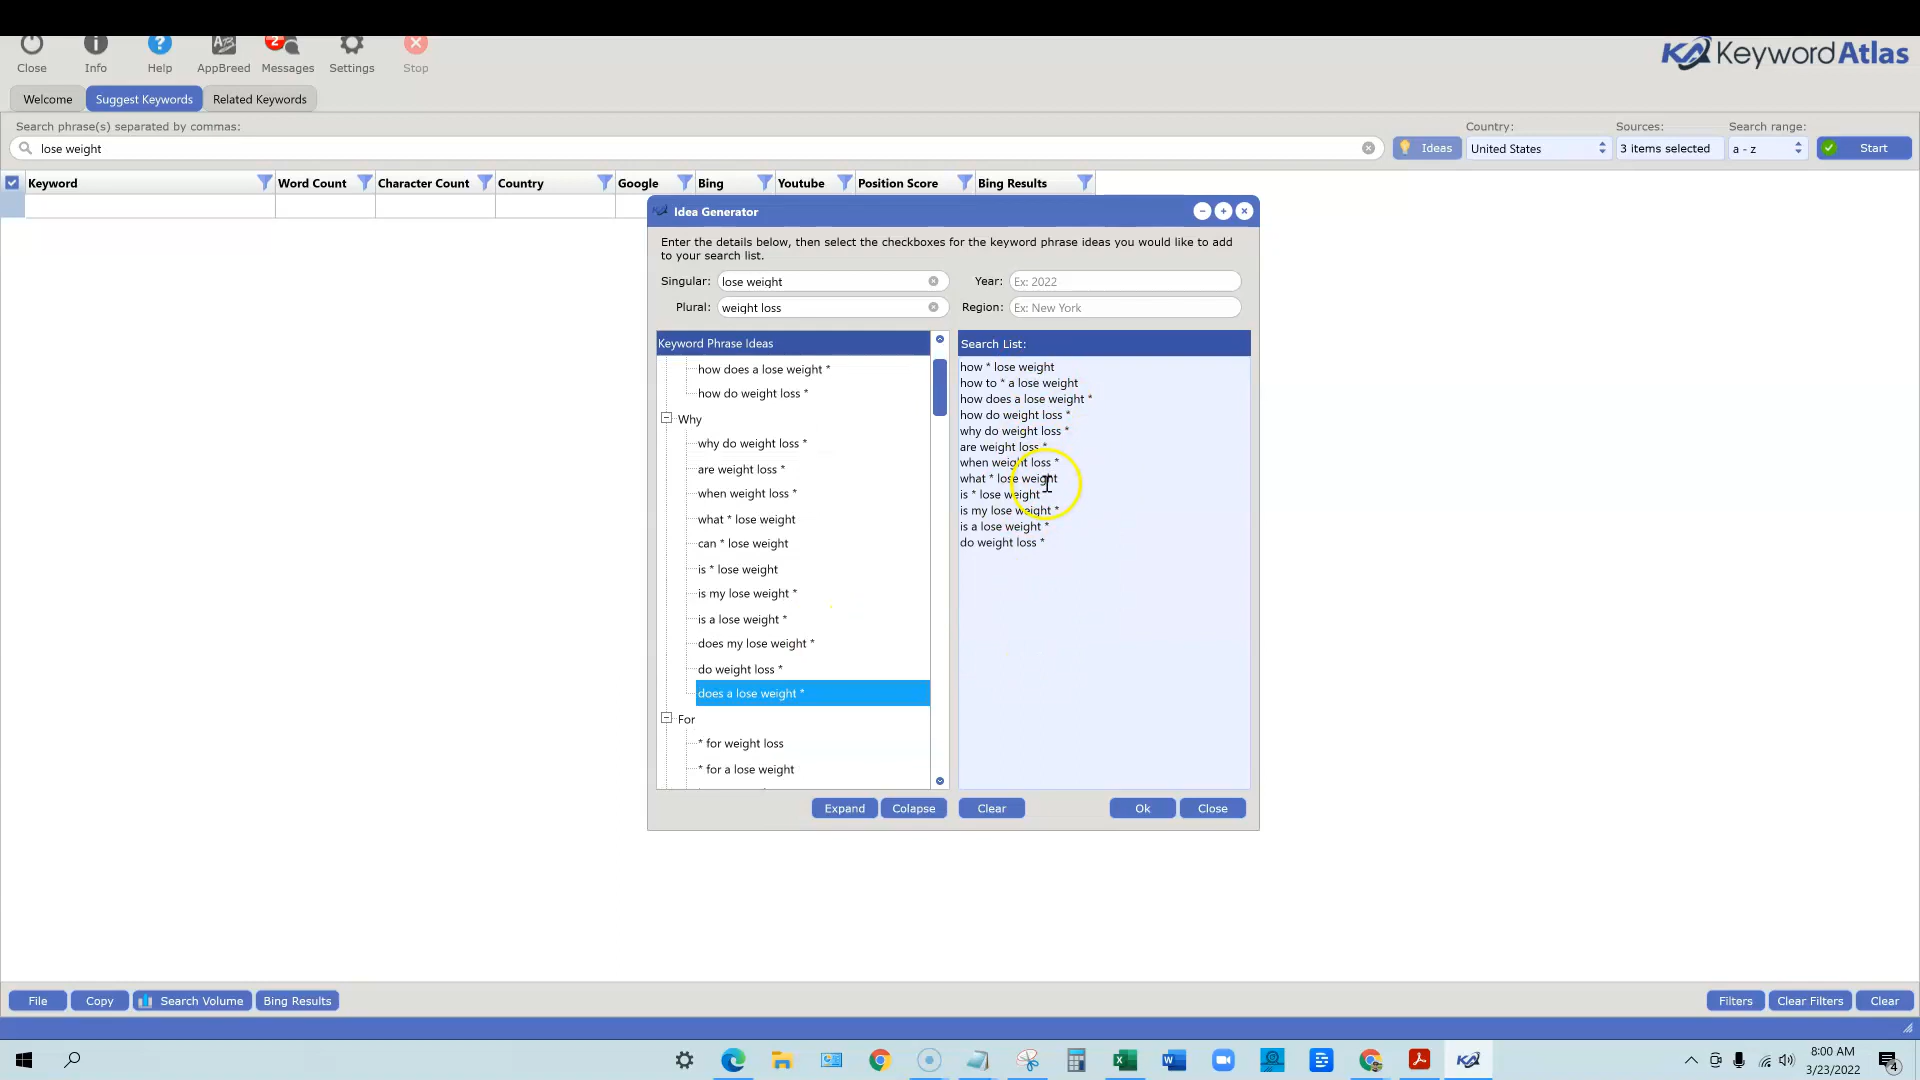 Close
Info
Help
AppBreed
2
Messages
Settings
Stop
KeywordAtlas
Welcome
Suggest Keywords
Related Keywords
Search phrase(s) separated by commas:
Country:
Sources:
Search range:
lose weight
Ideas
United States
3 items selected
a - z
Start
Keyword
Word Count
Character Count
Country
Google
Bing
Youtube
Position Score
Bing Results
Idea Generator
Enter the details below, then select the checkboxes for the keyword phrase ideas you would like to add
to your search list.
Singular:
lose weight
Year:
Ex: 2022
Plural:
weight loss
Region:
Ex: New York
Keyword Phrase Ideas
how does a lose weight *
how do weight loss *
Why
why do weight loss *
are weight loss *
when weight loss *
what * lose weight
can * lose weight
is * lose weight
is my lose weight *
is a lose weight *
does my lose weight *
do weight loss *
does a lose weight *
For
* for weight loss
* for a lose weight
Search List:
how * lose weight
how to * a lose weight
how does a lose weight *
how do weight loss *
why do weight loss *
are weight loss *
when weight loss *
what * lose weight
is * lose weight
is my lose weight *
is a lose weight *
do weight loss *
Expand
Colapse
Clear
Ok
Close
File
Copy
Search Volume
Bing Results
Filters
Clear Filters
Clear
8:00 AM
3/23/2022
4